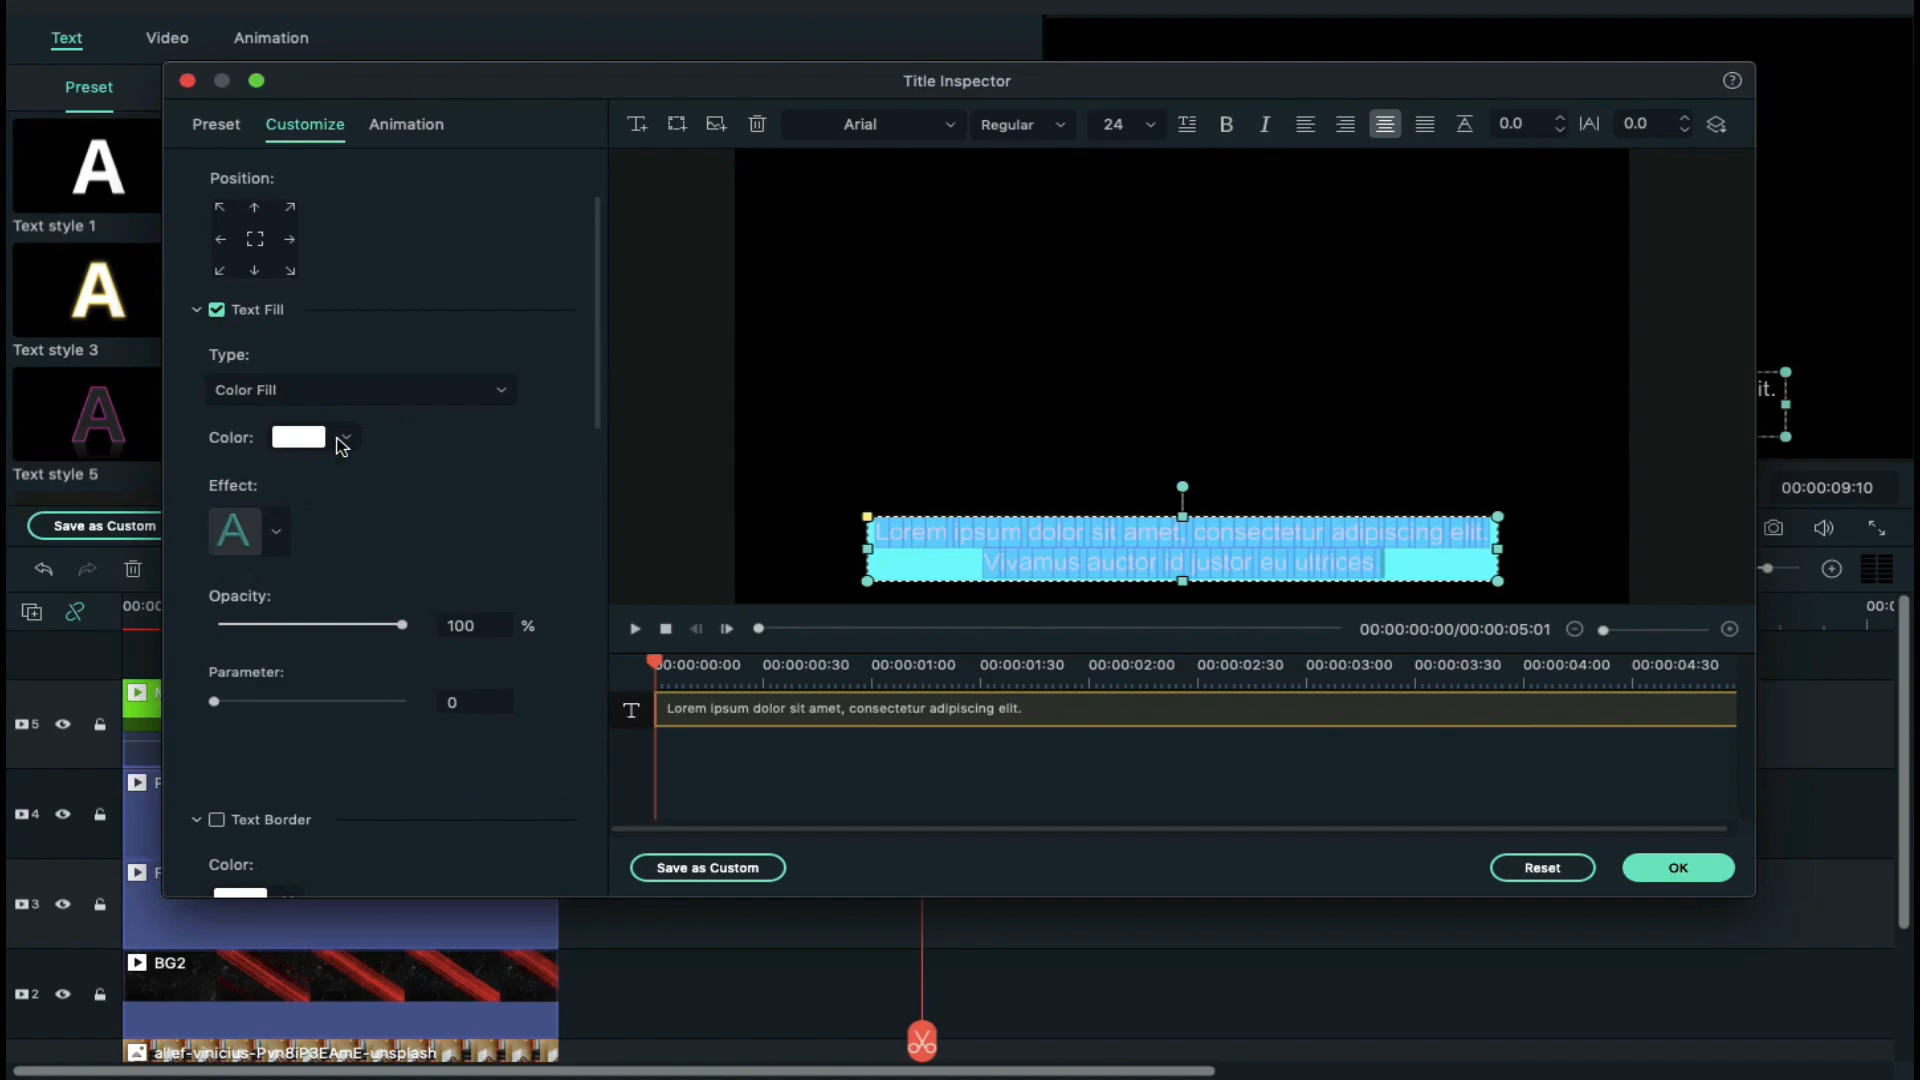 Text Video Animation
Title Inspector
Preset
Preset Customize Animation
Arial Regular 24 B I 0.0 0.0
Position:
Text style 1
Text Fill
Type:
Text style 3
Color Fill
it.
Color:
Text style 5
Effect:
00:00:09:10
Save as Custom
Lorem ipsum dolor sit amet, consectetur adipiscing elit.
Vivamus auctor id justor eu ultrices.
Opacity:
100 %
00:00:00:00/00:00:05:01
Parameter:
0
00:00:00:00 00:00:00:30 00:00:01:00 00:00:01:30 00:00:02:00 00:00:02:30 00:00:03:00 00:00:03:30 00:00:04:00 00:00:04:30
T Lorem ipsum dolor sit amet, consectetur adipiscing elit.
5
Text Border
4
Color:
Save as Custom Reset OK
3
BG2
2
allef-vinicius-Pyn8iP3EAmE-unsplash